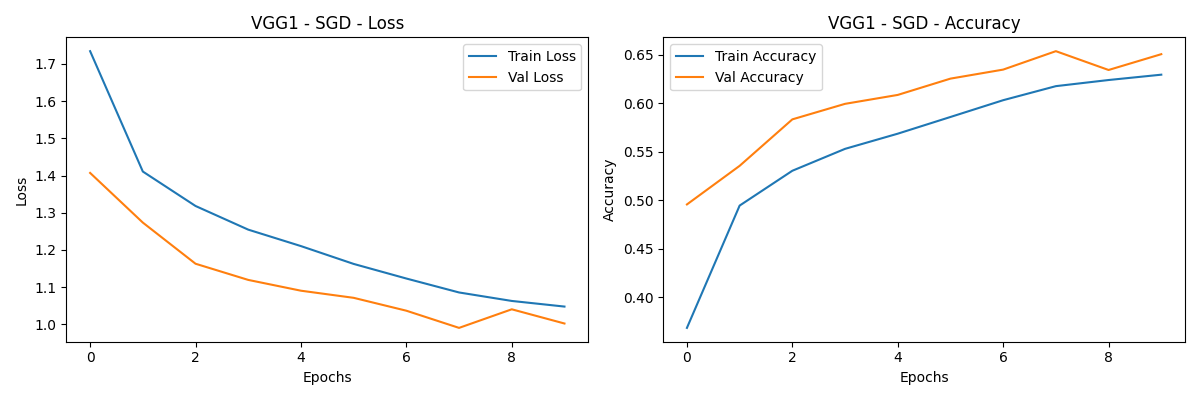 VGG1 - SGD - Loss
Train Loss
Val Loss
1.7
1.6
1.5
1.4
1.3
1.2
1.1
1.0
Loss
0 2 4 6 8
Epochs
VGG1 - SGD - Accuracy
Train Accuracy
Val Accuracy
0.65
0.60
0.55
0.50
0.45
0.40
Accuracy
0 2 4 6 8
Epochs